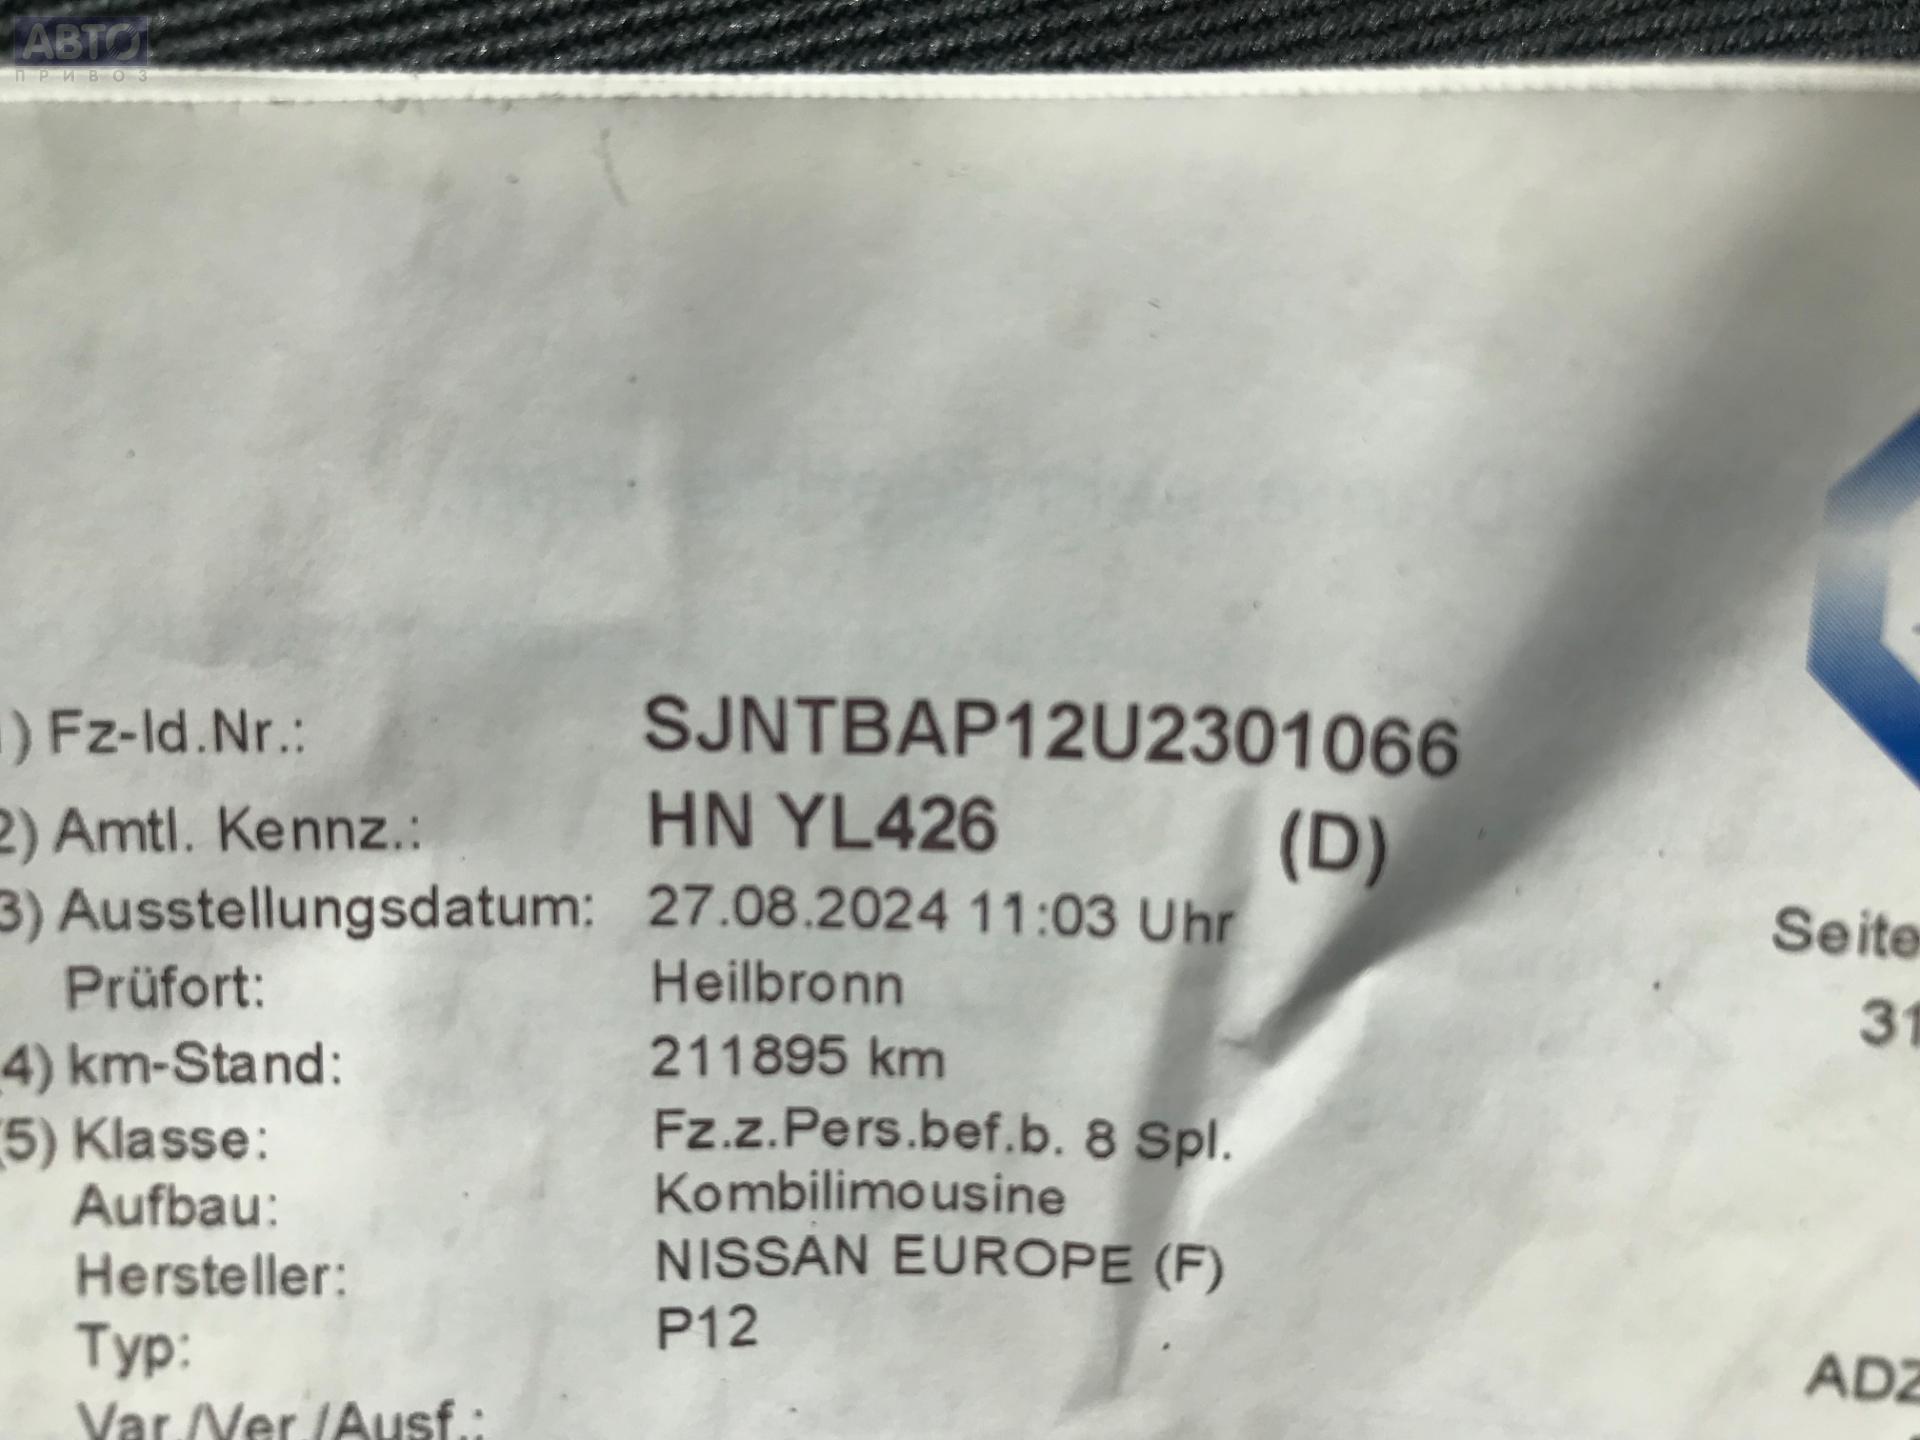 АВТО
ПРИВОЗ
1) Fz-Id.Nr.: SJNTBAP12U2301066
2) Amtl. Kennz.: HN YL426 (D)
3) Ausstellungsdatum: 27.08.2024 11:03 Uhr
Seite
Prüfort: Heilbronn
31
(4) km-Stand: 211895 km
(5) Klasse: Fz.z.Pers.bef.b. 8 Spl.
Aufbau: Kombilimousine
Hersteller: NISSAN EUROPE (F)
Typ: P12
ADZ
Var./Ver./Ausf.: